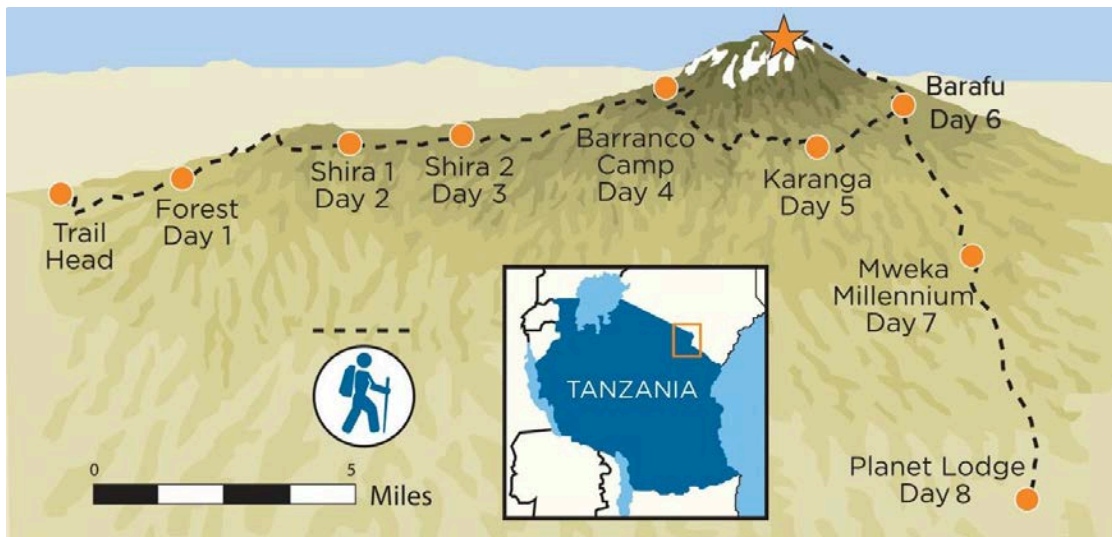 Trail
Head
Forest
Day 1
Shira 1
Day 2
Shira 2
Day 3
Barranco
Camp
Day 4
Karanga
Day 5
Barafu
Day 6
Mweka
Millennium
Day 7
Planet Lodge
Day 8
TANZANIA
0 5
Miles